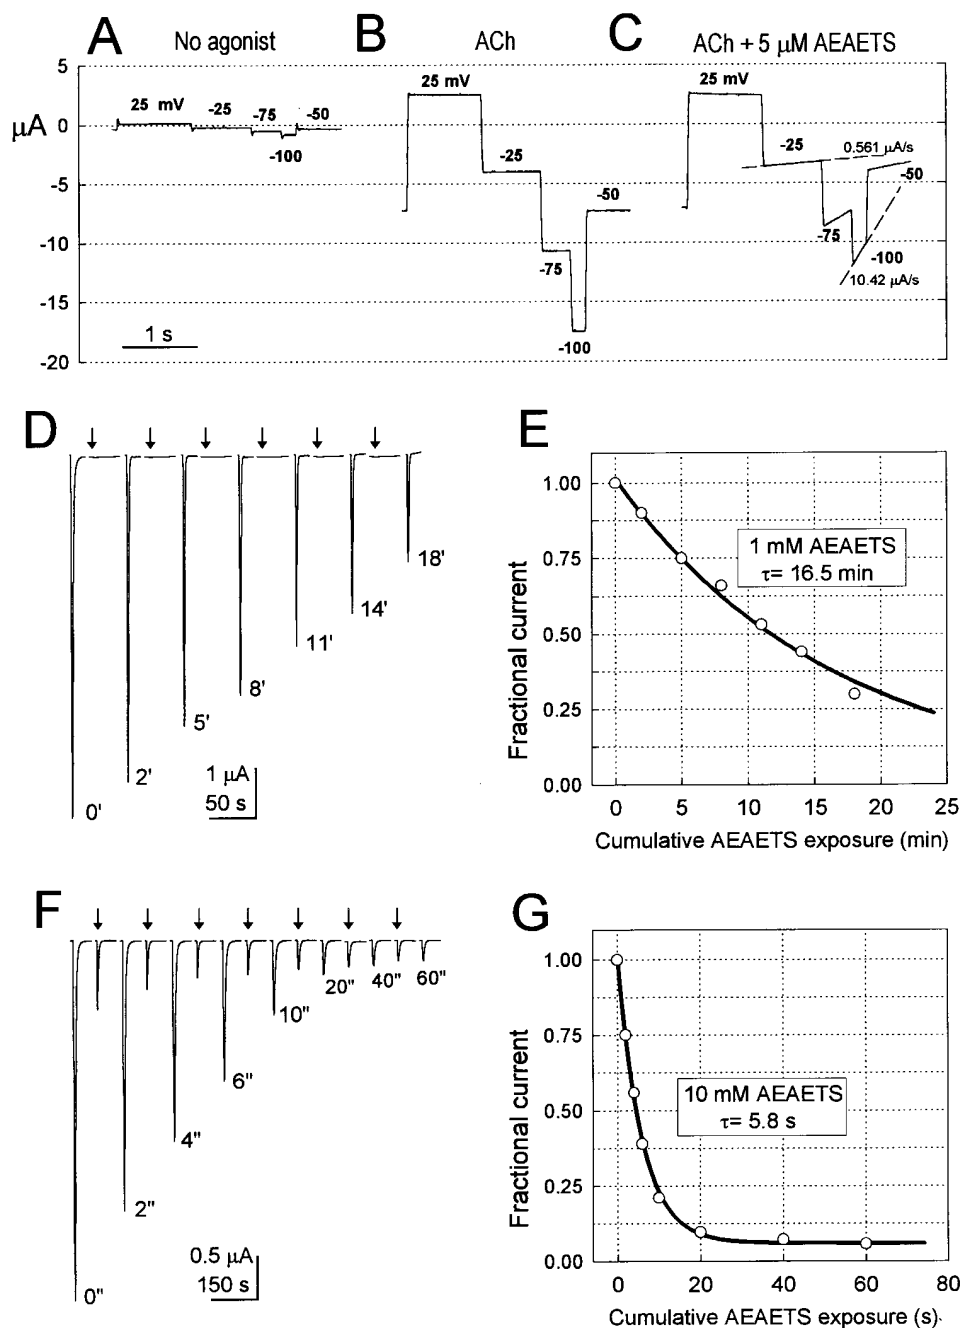 A No agonist
B ACh
C ACh + 5 μM AEAETS
5
μA 0
-5
-10
-15
-20
25 mV -25 -75 -50
-100
1 s
25 mV
-25
-50
-75
-100
25 mV
-25 0.561 μA/s
-50
-75
-100
10.42 μA/s
D
0'
2'
5'
8'
11'
14'
18'
1 μA
50 s
E
Fractional current
1.00
0.75
0.50
0.25
0.00
1 mM AEAETS
τ= 16.5 min
0 5 10 15 20 25
Cumulative AEAETS exposure (min)
F
0"
2"
4"
6"
10"
20"
40"
60"
0.5 μA
150 s
G
Fractional current
1.00
0.75
0.50
0.25
0.00
10 mM AEAETS
τ= 5.8 s
0 20 40 60 80
Cumulative AEAETS exposure (s)